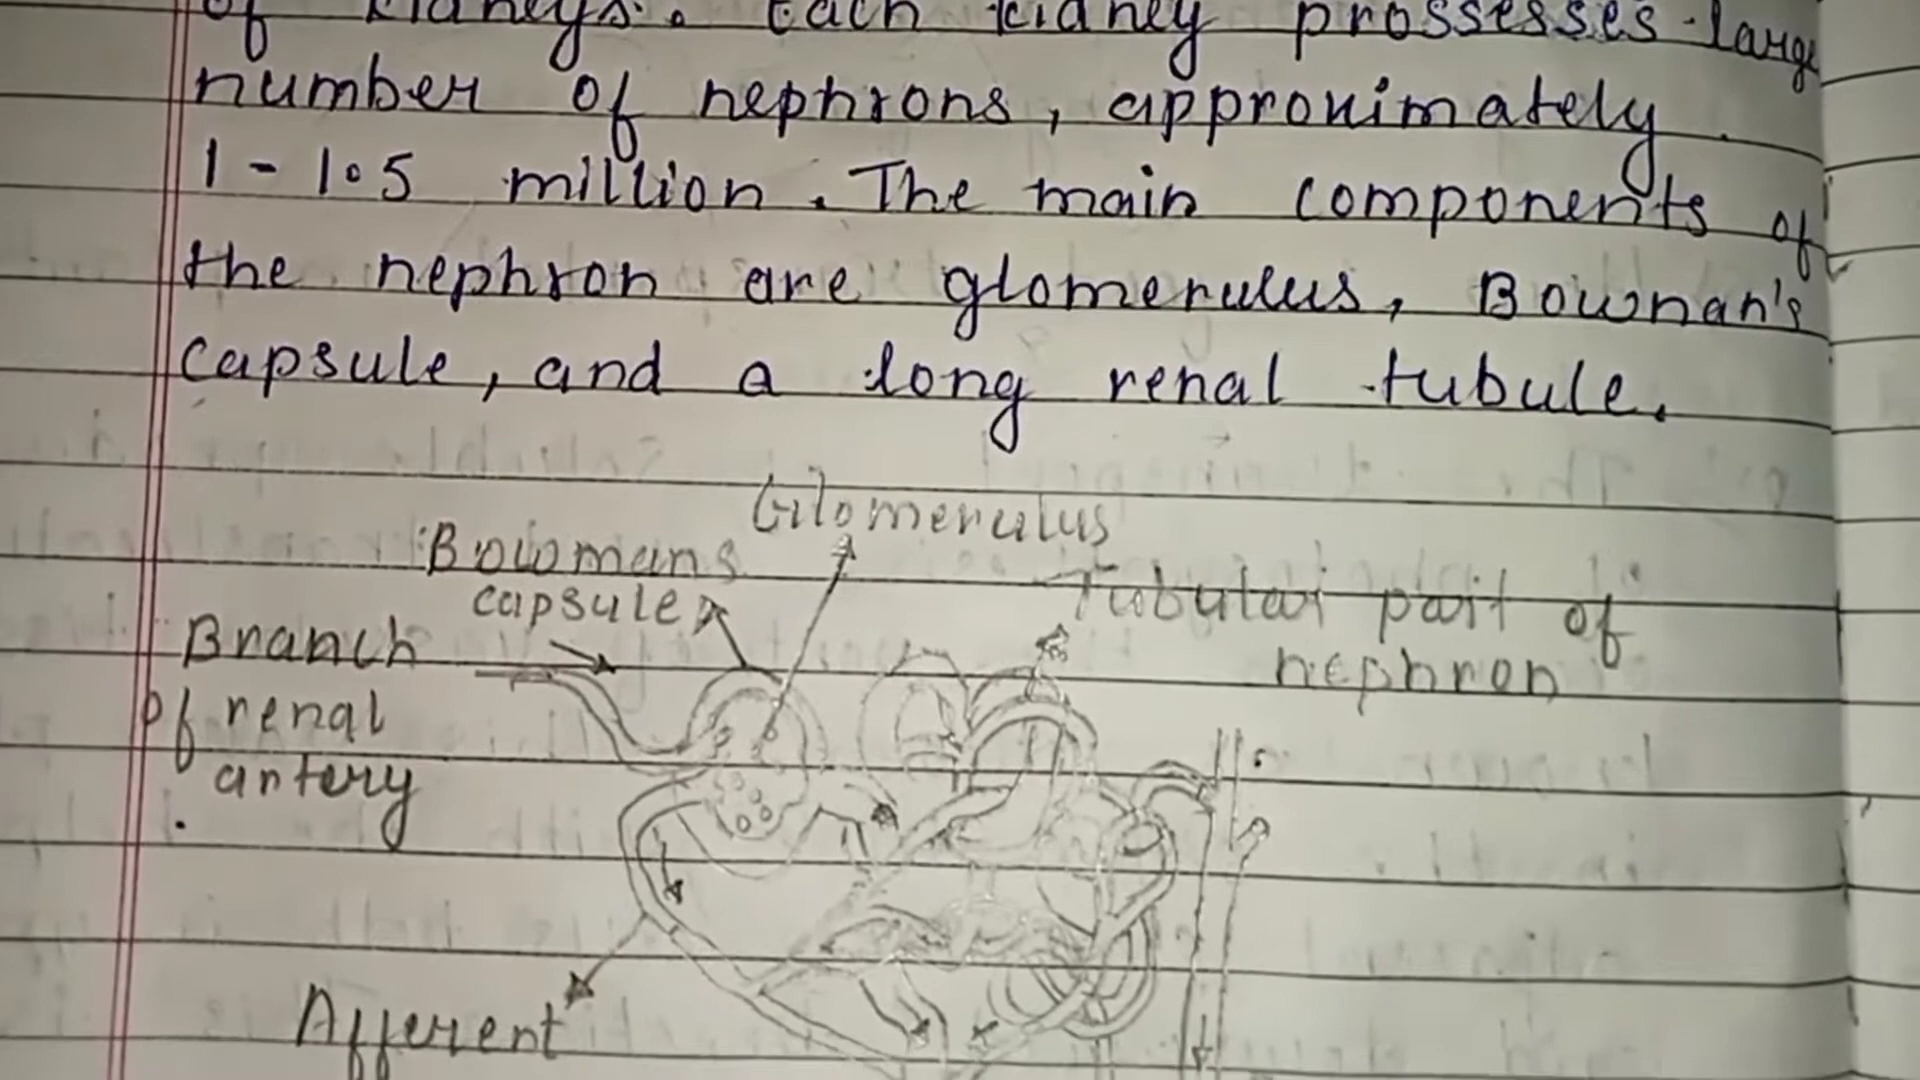 of kidneys. Each kidney prossesses large
number of nephrons, approximately
1 - 1.5 million. The main components of
the nephron are glomerulus, Bownan's
capsule, and a long renal tubule.
Glomerulus
Bowmans
capsule
Tubular part of
nephron
Branch
of renal
artery
Afferent